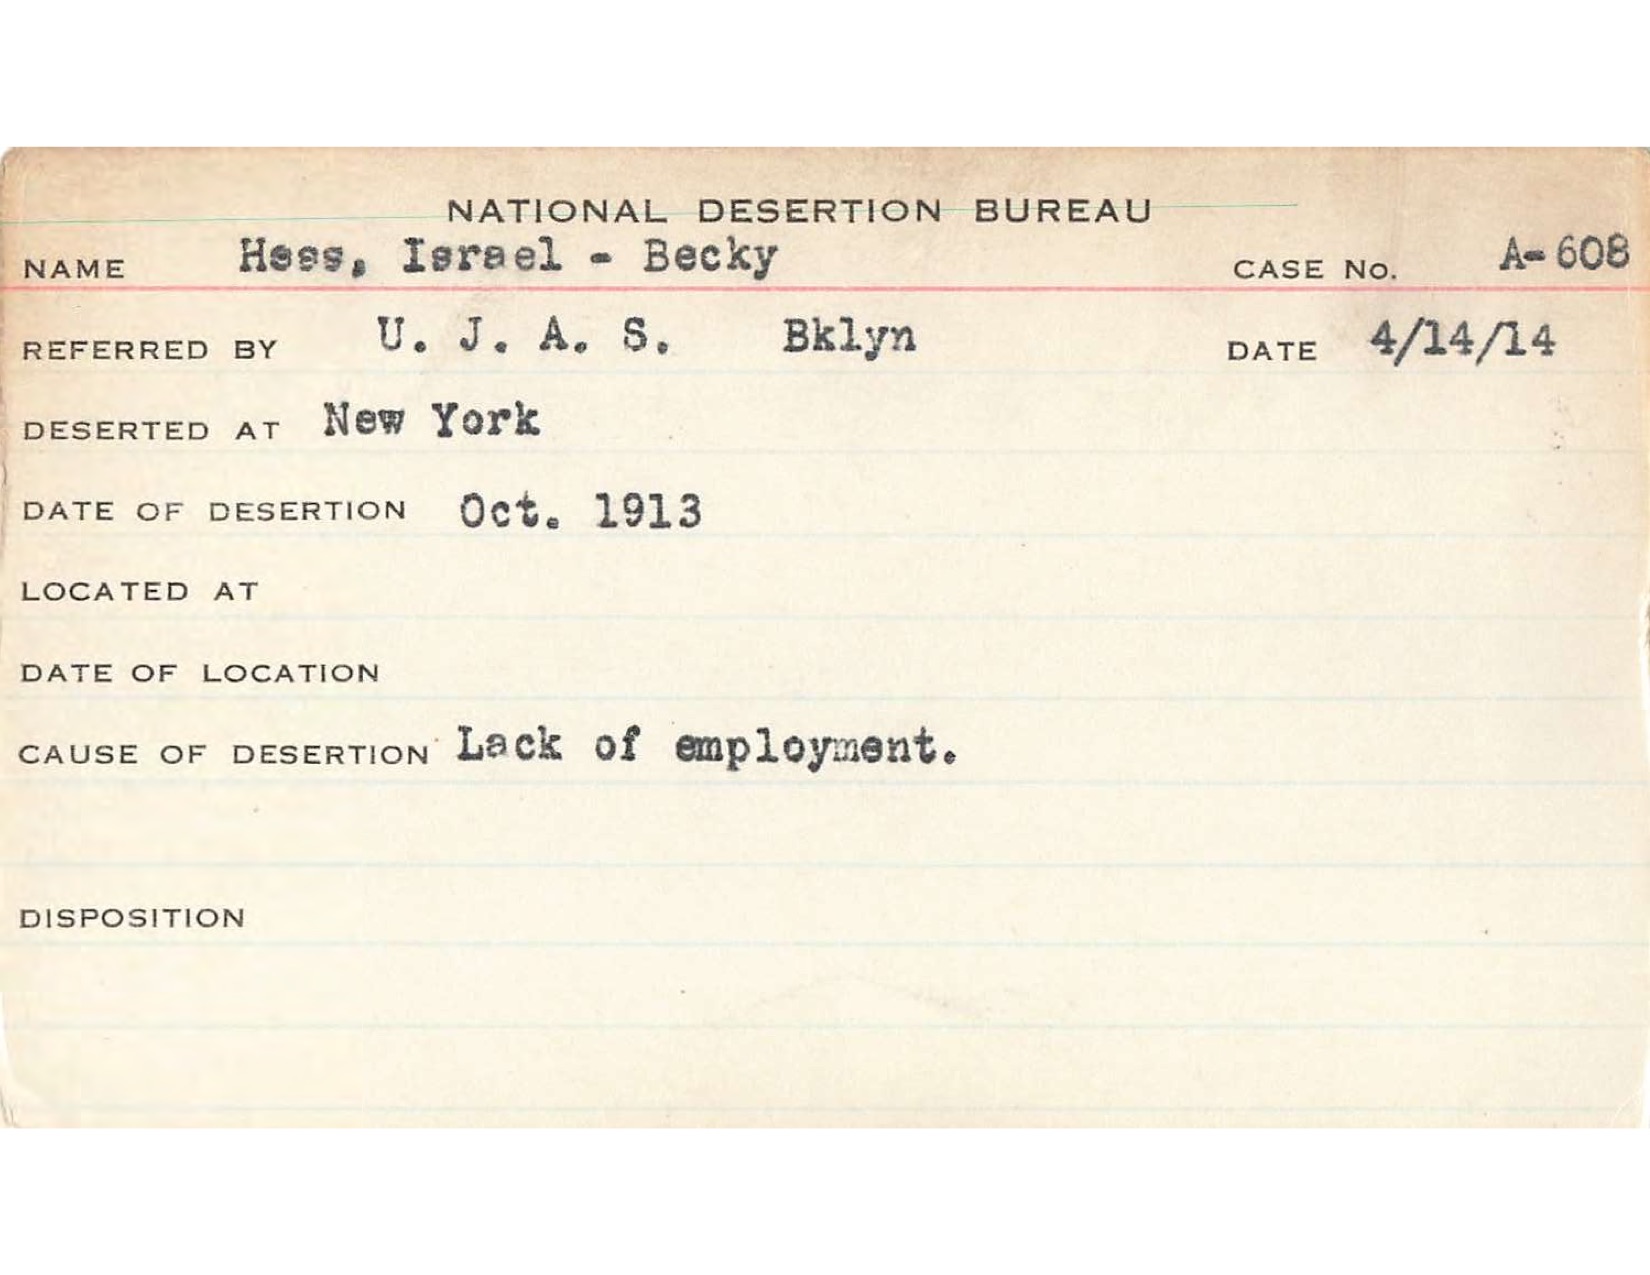 NATIONAL DESERTION BUREAU
NAME Hess, Israel - Becky CASE No. A-608
REFERRED BY U. J. A. S. Bklyn DATE 4/14/14
DESERTED AT New York
DATE OF DESERTION Oct. 1913
LOCATED AT
DATE OF LOCATION
CAUSE OF DESERTION Lack of employment.
DISPOSITION